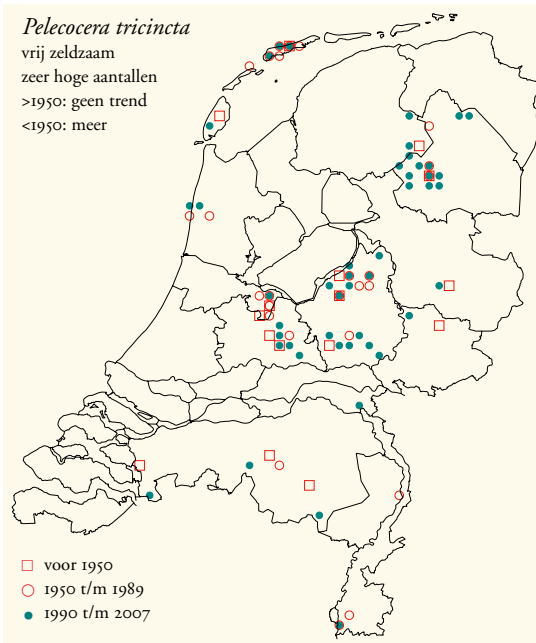 Pelecocera tricincta
vrij zeldzaam
zeer hoge aantallen
>1950: geen trend
<1950: meer
voor 1950
1950 t/m 1989
1990 t/m 2007